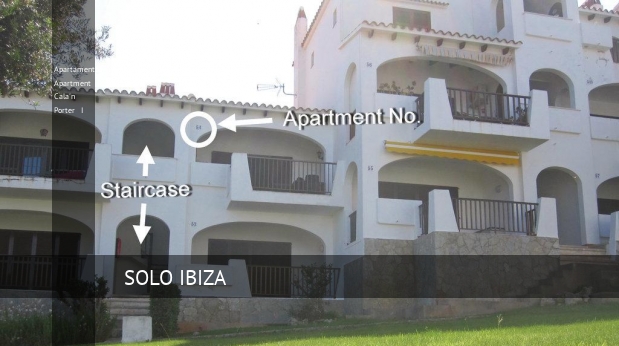 Apartament
Apartment
Cala'n
Porter I
Apartment No.
Staircase
SOLO IBIZA